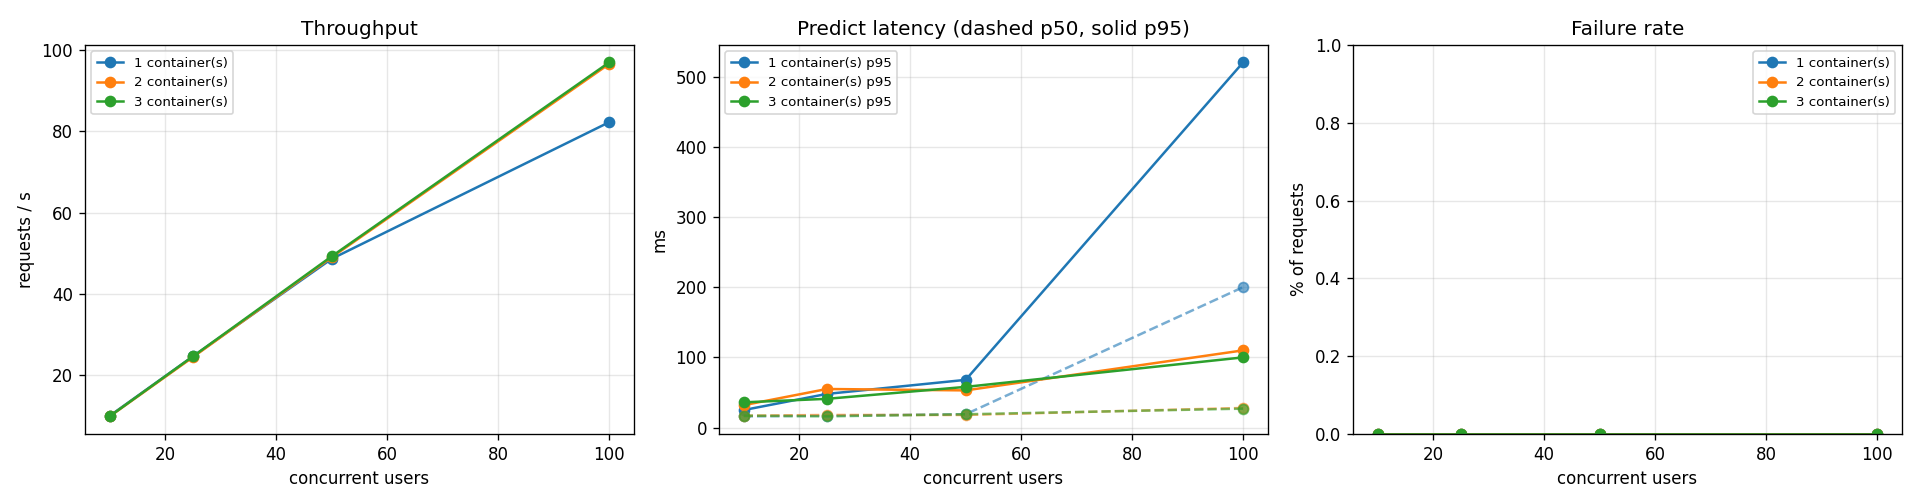 Throughput
100
80
60
40
20
requests / s
20
40
60
80
100
concurrent users
1 container(s)
2 container(s)
3 container(s)
Predict latency (dashed p50, solid p95)
500
400
300
200
100
0
ms
20
40
60
80
100
concurrent users
1 container(s) p95
2 container(s) p95
3 container(s) p95
Failure rate
1.0
0.8
0.6
0.4
0.2
0.0
% of requests
20
40
60
80
100
concurrent users
1 container(s)
2 container(s)
3 container(s)